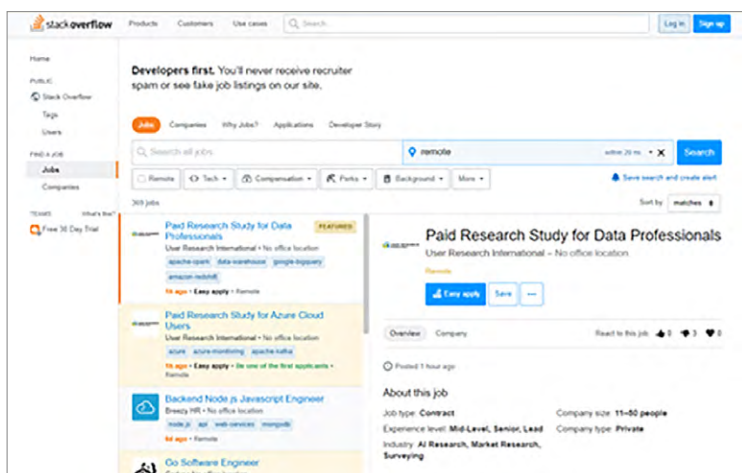 stack overflow
Products Customers Use cases Search...
Log in Sign up
Home
PUBLIC
Stack Overflow
Tags
Users
FIND A JOB
Jobs
Companies
TEAMS What's this?
Free 30 Day Trial
Developers first. You'll never receive recruiter
spam or see fake job listings on our site.
Jobs Companies Why Jobs? Applications Developer Story
Search all jobs remote within 20 mi Search
Remote Tech Compensation Perks Background More
Save search and create alert
369 jobs
Sort by matches
Paid Research Study for Data
Professionals
FEATURED
User Research International • No office location
apache-spark data-warehouse google-bigquery
amazon-redshift
1h ago • Easy apply • Remote
Paid Research Study for Azure Cloud
Users
User Research International • No office location
azure azure-monitoring apache-kafka
1h ago • Easy apply • Be one of the first applicants •
Remote
Backend Node.js Javascript Engineer
Breezy HR • No office location
node.js api web-services mongodb
6d ago • Remote
Go Software Engineer
Paid Research Study for Data Professionals
User Research International – No office location
Remote
Easy apply Save ...
Overview Company
React to this job 0 3 0
Posted 1 hour ago
About this job
Job type: Contract
Experience level: Mid-Level, Senior, Lead
Industry: AI Research, Market Research,
Surveying
Company size: 11–50 people
Company type: Private